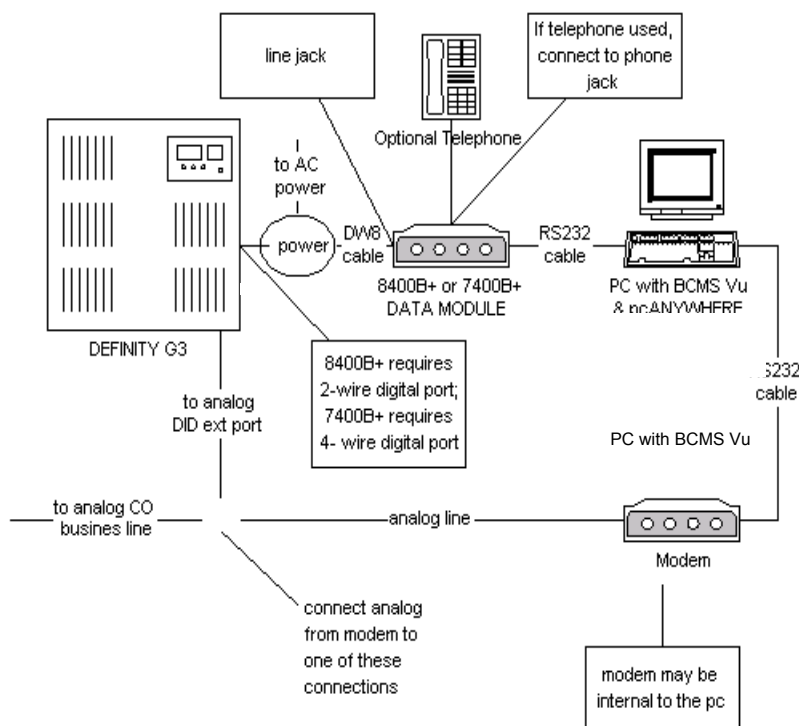 line jack
If telephone used,
connect to phone
jack
Optional Telephone
to AC
power
power
DW8
cable
RS232
cable
8400B+ or 7400B+
DATA MODULE
PC with BCMS Vu
& pcANYWHERE
DEFINITY G3
8400B+ requires
2-wire digital port;
7400B+ requires
4- wire digital port
to analog
DID ext port
S232
cable
PC with BCMS Vu
to analog CO
busines line
analog line
Modem
connect analog
from modem to
one of these
connections
modem may be
internal to the pc